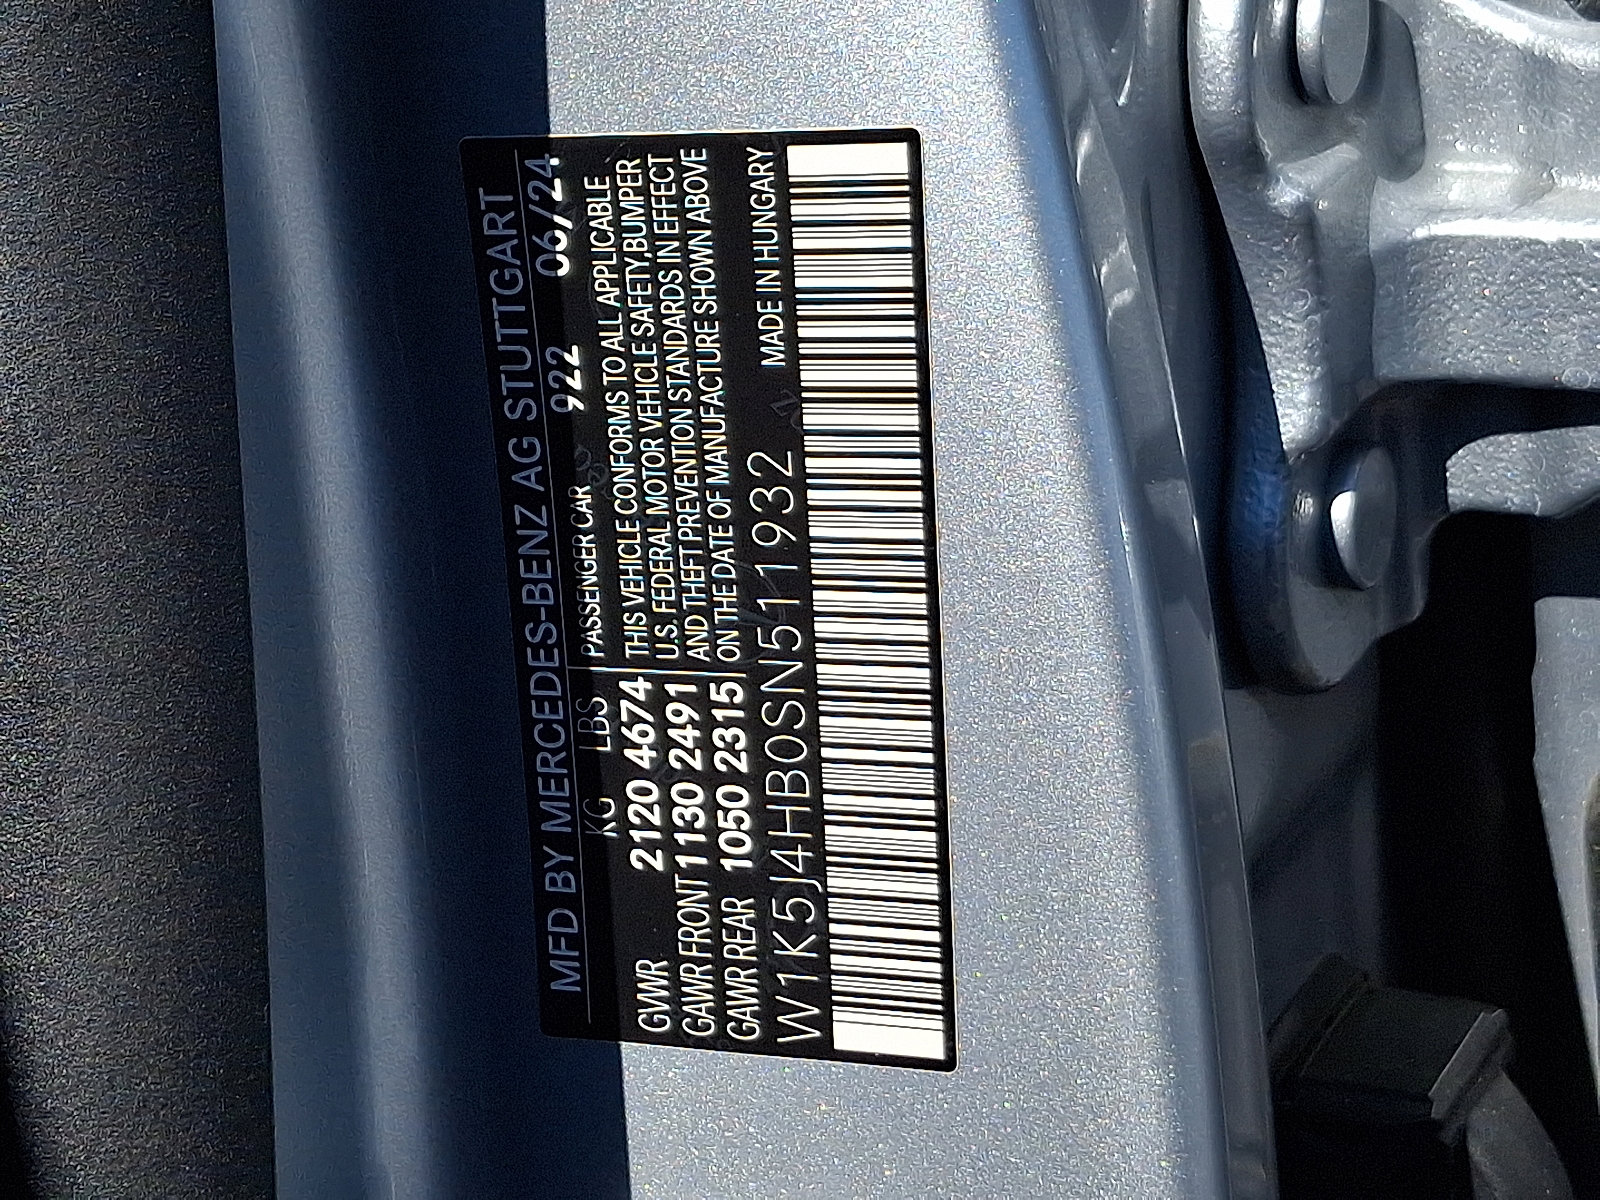 MFD BY MERCEDES-BENZ AG STUTTGART
KG LBS PASSENGER CAR 922 06/24
GVWR 2120 4674 THIS VEHICLE CONFORMS TO ALL APPLICABLE
GAWR FRONT 1130 2491 U.S. FEDERAL MOTOR VEHICLE SAFETY,BUMPER
GAWR REAR 1050 2315 AND THEFT PREVENTION STANDARDS IN EFFECT
ON THE DATE OF MANUFACTURE SHOWN ABOVE
W1K5J4HB0SN511932 MADE IN HUNGARY